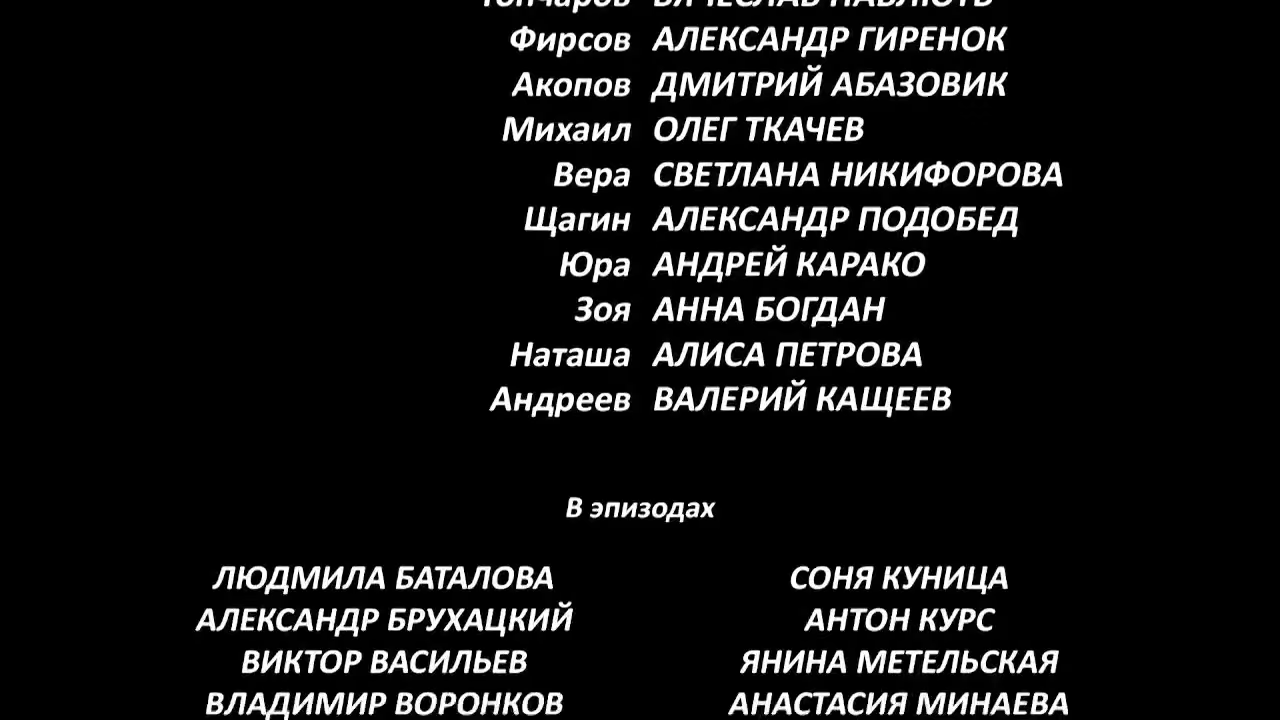 Фирсов АЛЕКСАНДР ГИРЕНОК
Акопов ДМИТРИЙ АБАЗОВИК
Михаил ОЛЕГ ТКАЧЕВ
Вера СВЕТЛАНА НИКИФОРОВА
Щагин АЛЕКСАНДР ПОДОБЕД
Юра АНДРЕЙ КАРАКО
Зоя АННА БОГДАН
Наташа АЛИСА ПЕТРОВА
Андреев ВАЛЕРИЙ КАЩЕЕВ
В эпизодах
ЛЮДМИЛА БАТАЛОВА СОНЯ КУНИЦА
АЛЕКСАНДР БРУХАЦКИЙ АНТОН КУРС
ВИКТОР ВАСИЛЬЕВ ЯНИНА МЕТЕЛЬСКАЯ
ВЛАДИМИР ВОРОНКОВ АНАСТАСИЯ МИНАЕВА